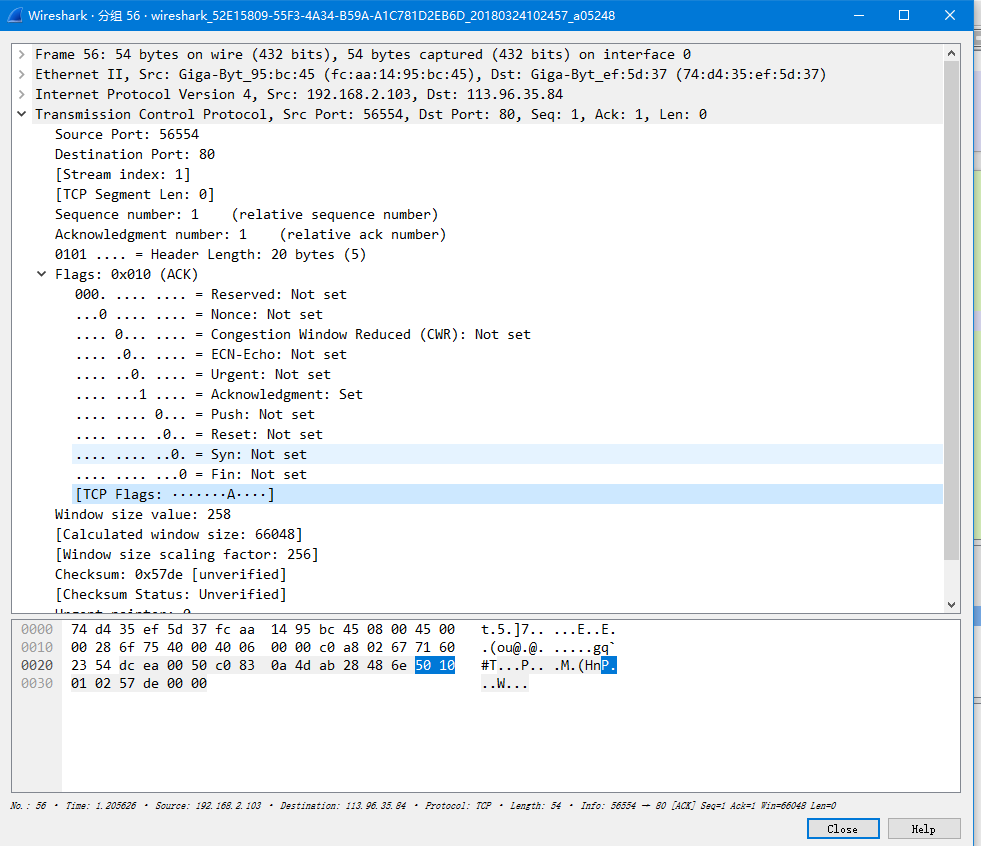 Wireshark · 分组 56 · wireshark_52E15809-55F3-4A34-B59A-A1C781D2EB6D_20180324102457_a05248
Frame 56: 54 bytes on wire (432 bits), 54 bytes captured (432 bits) on interface 0
Ethernet II, Src: Giga-Byt_95:bc:45 (fc:aa:14:95:bc:45), Dst: Giga-Byt_ef:5d:37 (74:d4:35:ef:5d:37)
Internet Protocol Version 4, Src: 192.168.2.103, Dst: 113.96.35.84
Transmission Control Protocol, Src Port: 56554, Dst Port: 80, Seq: 1, Ack: 1, Len: 0
Source Port: 56554
Destination Port: 80
[Stream index: 1]
[TCP Segment Len: 0]
Sequence number: 1    (relative sequence number)
Acknowledgment number: 1    (relative ack number)
0101 .... = Header Length: 20 bytes (5)
Flags: 0x010 (ACK)
000. .... .... = Reserved: Not set
...0 .... .... = Nonce: Not set
.... 0... .... = Congestion Window Reduced (CWR): Not set
.... .0.. .... = ECN-Echo: Not set
.... ..0. .... = Urgent: Not set
.... ...1 .... = Acknowledgment: Set
.... .... 0... = Push: Not set
.... .... .0.. = Reset: Not set
.... .... ..0. = Syn: Not set
.... .... ...0 = Fin: Not set
[TCP Flags: ·······A····]
Window size value: 258
[Calculated window size: 66048]
[Window size scaling factor: 256]
Checksum: 0x57de [unverified]
[Checksum Status: Unverified]
Urgent pointer: 0
0000 74 d4 35 ef 5d 37 fc aa 14 95 bc 45 08 00 45 00 t.5.]7.. ...E..E.
0010 00 28 6f 75 40 00 40 06 00 00 c0 a8 02 67 71 60 .(ou@.@. .....gq`
0020 23 54 dc ea 00 50 c0 83 0a 4d ab 28 48 6e 50 10 #T...P.. .M.(HnP.
0030 01 02 57 de 00 00 ..W...
No.: 56 · Time: 1.205626 · Source: 192.168.2.103 · Destination: 113.96.35.84 · Protocol: TCP · Length: 54 · Info: 56554 → 80 [ACK] Seq=1 Ack=1 Win=66048 Len=0
Close Help